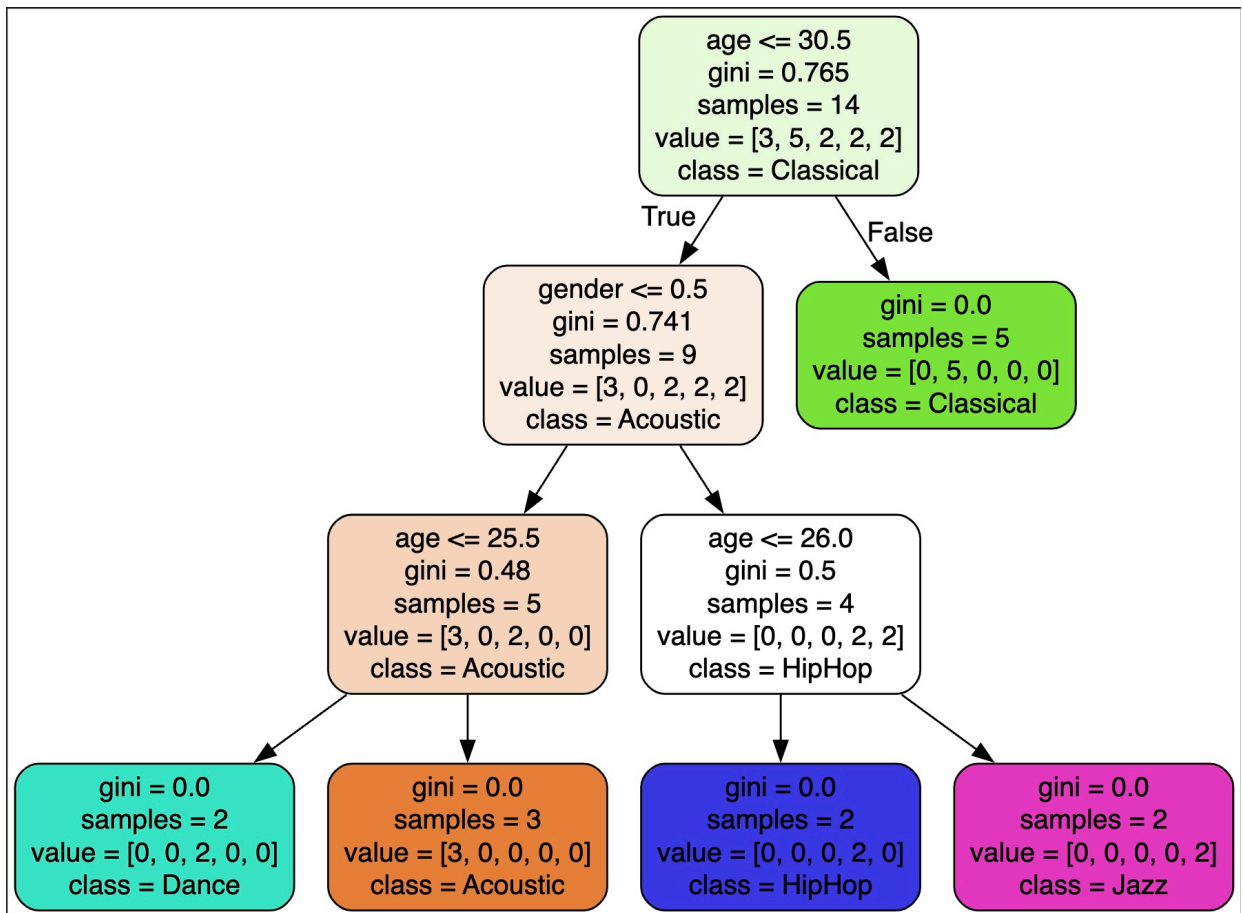 age <= 30.5
gini = 0.765
samples = 14
value = [3, 5, 2, 2, 2]
class = Classical
True
False
gender <= 0.5
gini = 0.741
samples = 9
value = [3, 0, 2, 2, 2]
class = Acoustic
gini = 0.0
samples = 5
value = [0, 5, 0, 0, 0]
class = Classical
age <= 25.5
gini = 0.48
samples = 5
value = [3, 0, 2, 0, 0]
class = Acoustic
age <= 26.0
gini = 0.5
samples = 4
value = [0, 0, 0, 2, 2]
class = HipHop
gini = 0.0
samples = 2
value = [0, 0, 2, 0, 0]
class = Dance
gini = 0.0
samples = 3
value = [3, 0, 0, 0, 0]
class = Acoustic
gini = 0.0
samples = 2
value = [0, 0, 0, 2, 0]
class = HipHop
gini = 0.0
samples = 2
value = [0, 0, 0, 0, 2]
class = Jazz